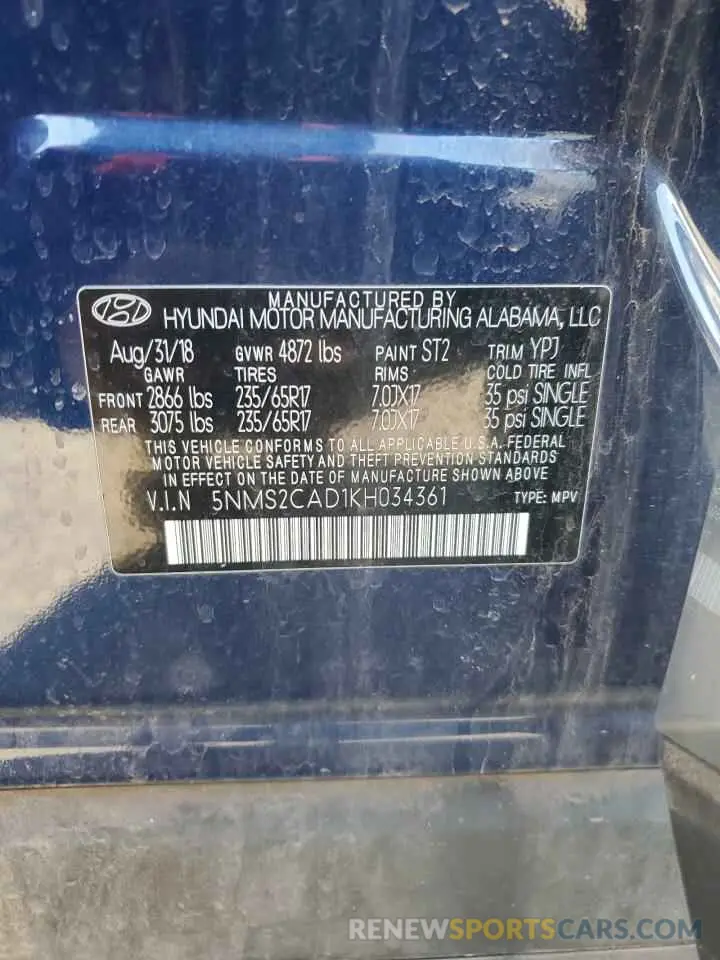 MANUFACTURED BY
HYUNDAI MOTOR MANUFACTURING ALABAMA, LLC
Aug/31/18 GVWR 4872 lbs PAINT ST2 TRIM YPJ
GAWR TIRES RIMS COLD TIRE INFL
FRONT 2866 lbs 235/65R17 7.0JX17 35 psi SINGLE
REAR 3075 lbs 235/65R17 7.0JX17 35 psi SINGLE
THIS VEHICLE CONFORMS TO ALL APPLICABLE U.S.A. FEDERAL
MOTOR VEHICLE SAFETY AND THEFT PREVENTION STANDARDS
IN EFFECT ON THE DATE OF MANUFACTURE SHOWN ABOVE
V.I.N 5NMS2CAD1KH034361 TYPE: MPV
RENEWSPORTSCARS.COM